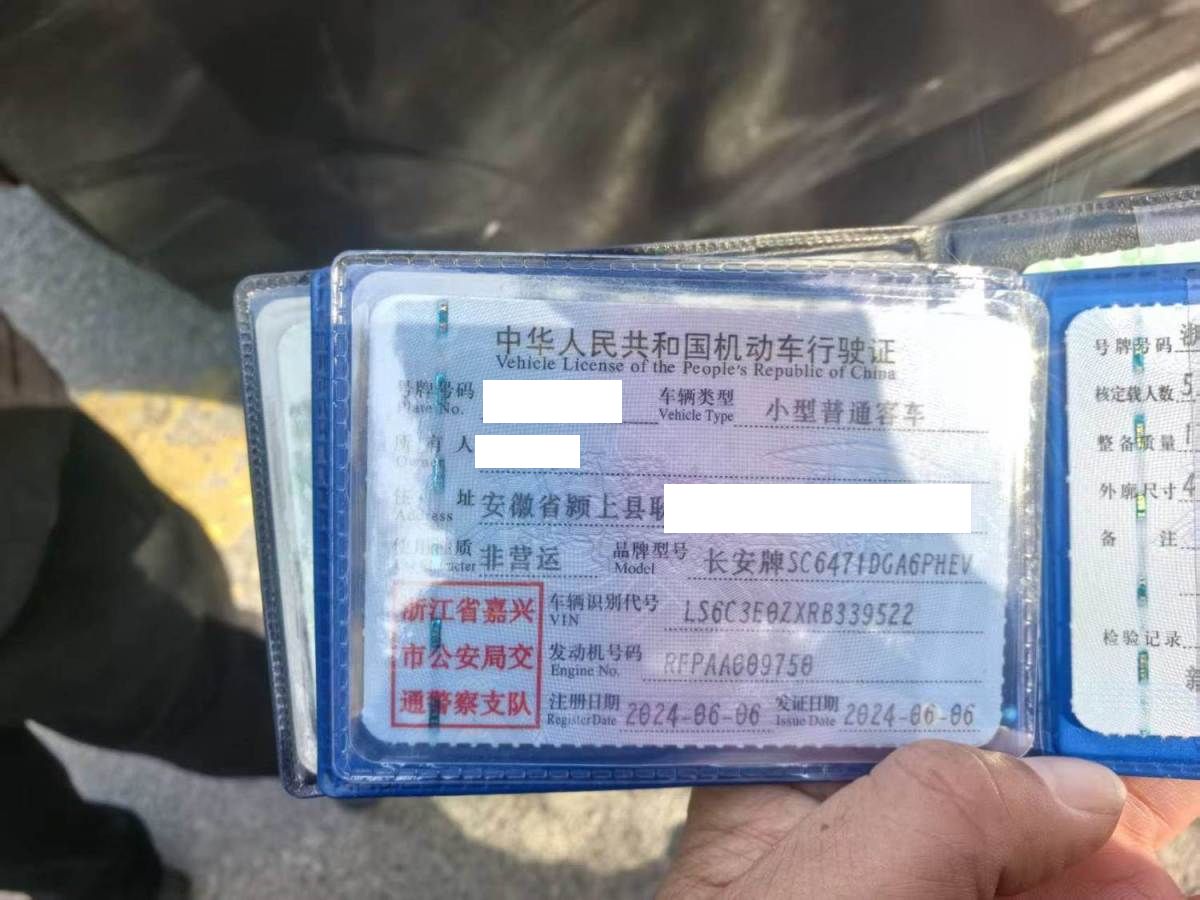 中华人民共和国机动车行驶证
Vehicle License of the People's Republic of China
号牌号码
Plate No.
车辆类型 小型普通客车
Vehicle Type
所有人
Owner
住址 安徽省颍上县
Address
使用性质 非营运
品牌型号 长安牌SC6471DGA6PHEV
Model
浙江省嘉兴
市公安局交
通警察支队
车辆识别代号 LS6C3E0ZXRB339522
VIN
发动机号码 RFPAA009750
Engine No.
注册日期 2024-06-06 发证日期 2024-06-06
Register Date Issue Date
号牌号码 浙
核定载人数 5
整备质量
外廓尺寸 4
备注
检验记录